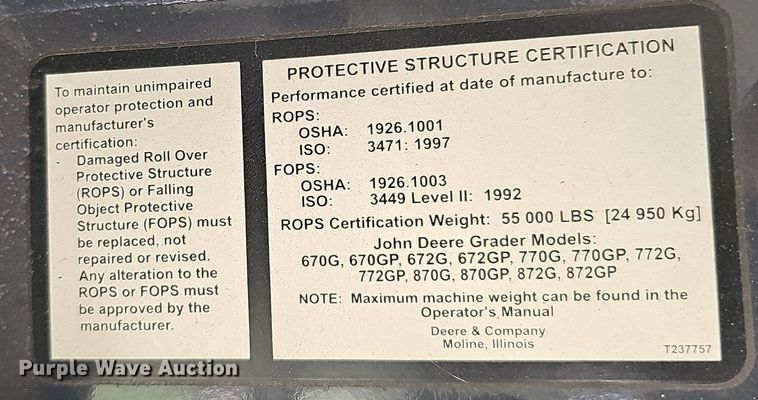 To maintain unimpaired
operator protection and
manufacturer's
certification:
- Damaged Roll Over
Protective Structure
(ROPS) or Falling
Object Protective
Structure (FOPS) must
be replaced, not
repaired or revised.
- Any alteration to the
ROPS or FOPS must
be approved by the
manufacturer.
PROTECTIVE STRUCTURE CERTIFICATION
Performance certified at date of manufacture to:
ROPS:
OSHA: 1926.1001
ISO: 3471: 1997
FOPS:
OSHA: 1926.1003
ISO: 3449 Level II: 1992
ROPS Certification Weight: 55 000 LBS [24 950 Kg]
John Deere Grader Models:
670G, 670GP, 672G, 672GP, 770G, 770GP, 772G,
772GP, 870G, 870GP, 872G, 872GP
NOTE: Maximum machine weight can be found in the
Operator's Manual
Deere & Company
Moline, Illinois
T237757
Purple Wave Auction